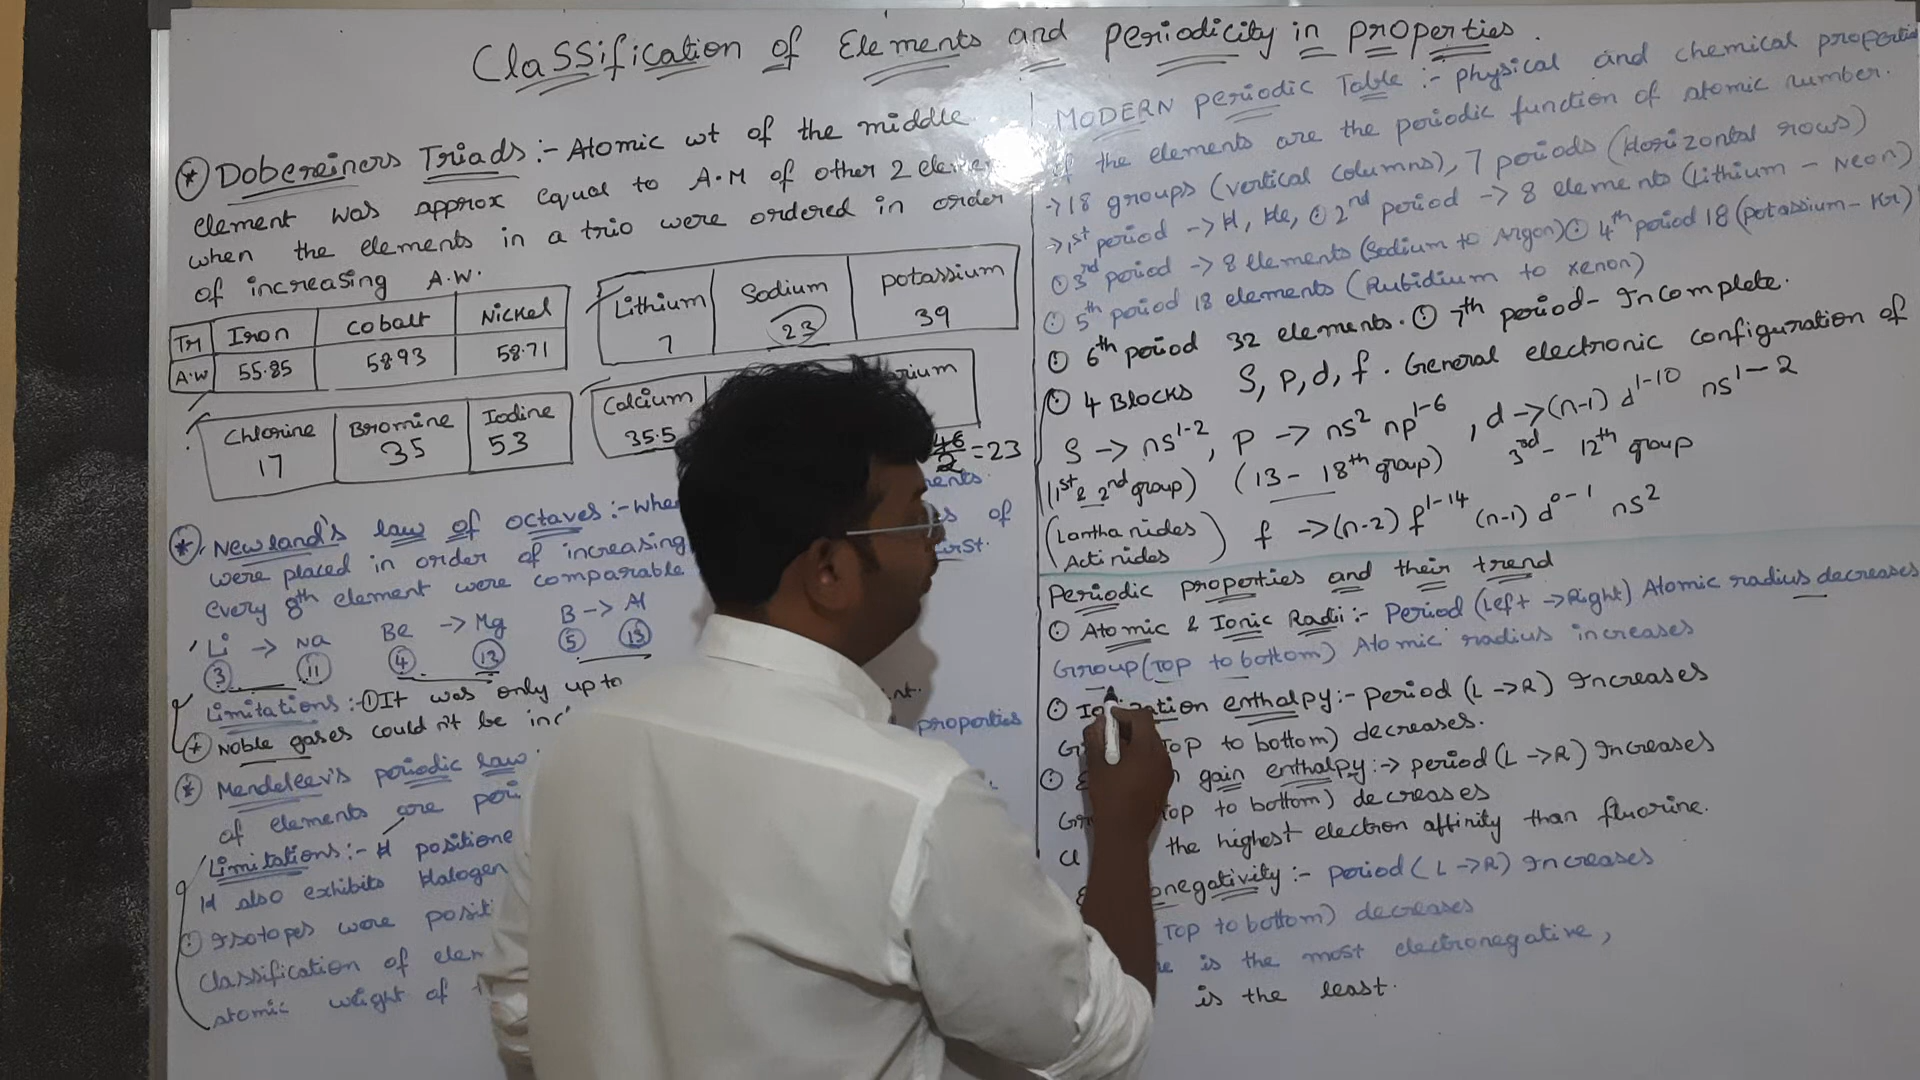 Classification of Elements and periodicity in properties.
* Dobereiners Triads :- Atomic wt of the middle
element was approx equal to A.M of other 2
when the elements in a trio were ordered in order
of increasing A.W.
Tri Iron Cobalt Nickel
A.W 55.85 58.93 58.71
Lithium Sodium potassium
7 23 39
Chlorine Bromine Iodine
17 35 53
Calcium
35.5
46/2 = 23
* Newland's law of octaves :-
were placed in order of increasing of
every 8th element were comparable
Li → Na Be → Mg B → Al
3 11 4 12 5 13
Limitations :- ① It was only upto
* Noble gases could n't be properties
* Mendeleev's periodic law
of elements are
Limitations :- H
H also exhibits Halogen
Isotopes were
Classification of
atomic weight of
MODERN periodic Table :- physical and chemical
of the elements are the periodic function of atomic number.
→ 18 groups (vertical columns), 7 periods (Horizontal rows)
→ 1st period → H, He, 2nd period → 8 elements (Lithium - Neon)
3rd period → 8 elements (Sodium to Argon) 4th period 18 (potassium - Kr)
5th period 18 elements (Rubidium to xenon)
6th period 32 elements. 7th period - Incomplete.
4 Blocks S, p, d, f. General electronic configuration of
S → ns1-2, p → ns2 np1-6, d → (n-1) d1-10 ns1-2
(1st & 2nd group) (13 - 18th group) 3rd - 12th group
(Lantha nides f → (n-2) f1-14 (n-1) d0-1 ns2
Acti nides)
Periodic properties and their trend
Atomic & Ionic Radii :- Period (Left → Right) Atomic radius decreases
Group (Top to bottom) Atomic radius increases
enthalpy :- period (L → R) Increases
Top to bottom) decreases.
gain enthalpy :→ period (L → R) Increases
Top to bottom) decreases
Cl the highest electron affinity than fluorine.
negativity :- period (L → R) Increases
(Top to bottom) decreases
is the most electronegative,
is the least.